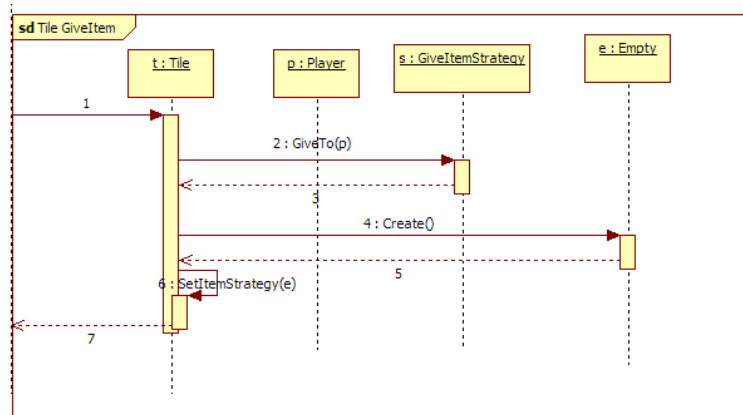 sd Tile GiveItem
t : Tile
p : Player
s : GiveItemStrategy
e : Empty
1
2 : GiveTo(p)
3
4 : Create()
5
6 : SetItemStrategy(e)
7